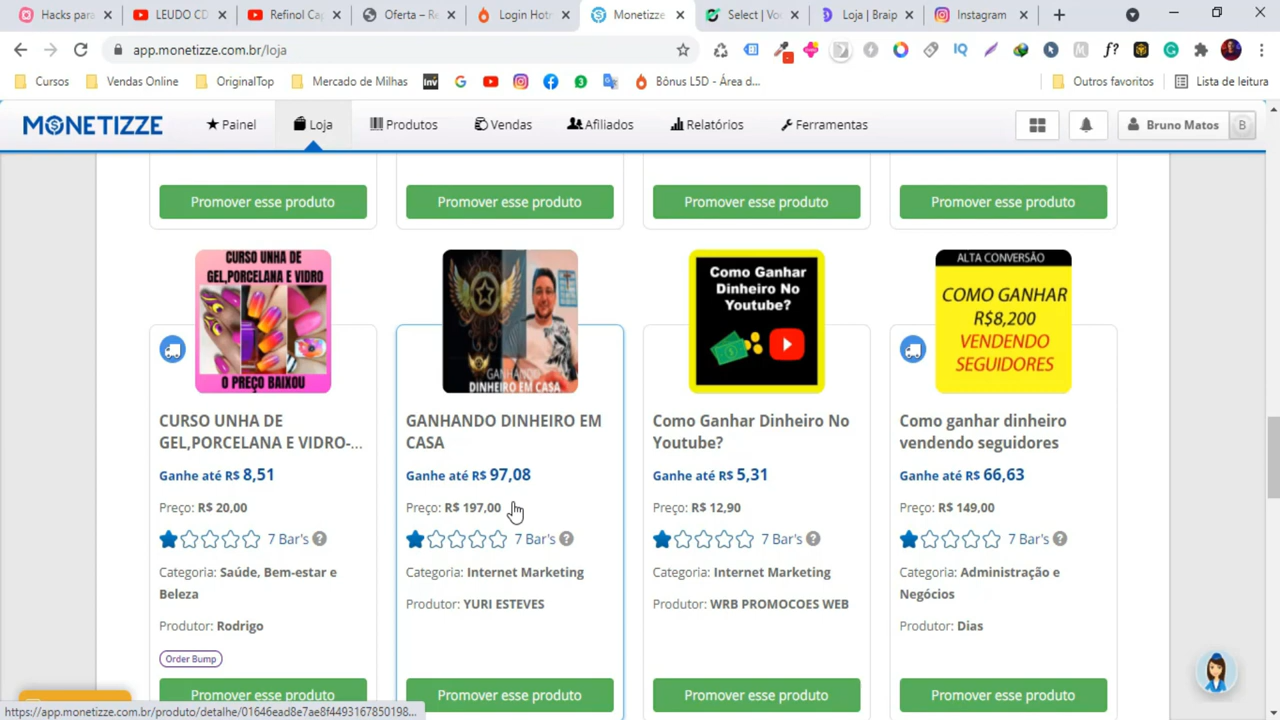 Hacks para
LEUDO CD
Refinol Cap
Oferta – Re
Login Hotm
Monetizze
Select | Voc
Loja | Braip
Instagram
app.monetizze.com.br/loja
Cursos
Vendas Online
OriginalTop
Mercado de Milhas
Bônus L5D - Área d...
Outros favoritos
Lista de leitura
MONETIZZE
Painel
Loja
Produtos
Vendas
Afiliados
Relatórios
Ferramentas
Bruno Matos
B
Promover esse produto
Promover esse produto
Promover esse produto
Promover esse produto
CURSO UNHA DE
GEL,PORCELANA E VIDRO
O PREÇO BAIXOU
CURSO UNHA DE
GEL,PORCELANA E VIDRO-...
Ganhe até R$ 8,51
Preço: R$ 20,00
7 Bar's ?
Categoria: Saúde, Bem-estar e
Beleza
Produtor: Rodrigo
Order Bump
Promover esse produto
GANHANDO
DINHEIRO EM CASA
GANHANDO DINHEIRO EM
CASA
Ganhe até R$ 97,08
Preço: R$ 197,00
7 Bar's ?
Categoria: Internet Marketing
Produtor: YURI ESTEVES
Promover esse produto
Como Ganhar
Dinheiro No
Youtube?
Como Ganhar Dinheiro No
Youtube?
Ganhe até R$ 5,31
Preço: R$ 12,90
7 Bar's ?
Categoria: Internet Marketing
Produtor: WRB PROMOCOES WEB
Promover esse produto
ALTA CONVERSÃO
COMO GANHAR
R$8,200
VENDENDO
SEGUIDORES
Como ganhar dinheiro
vendendo seguidores
Ganhe até R$ 66,63
Preço: R$ 149,00
7 Bar's ?
Categoria: Administração e
Negócios
Produtor: Dias
Promover esse produto
https://app.monetizze.com.br/produto/detalhe/01646ead8e7ae8f4493167850198...